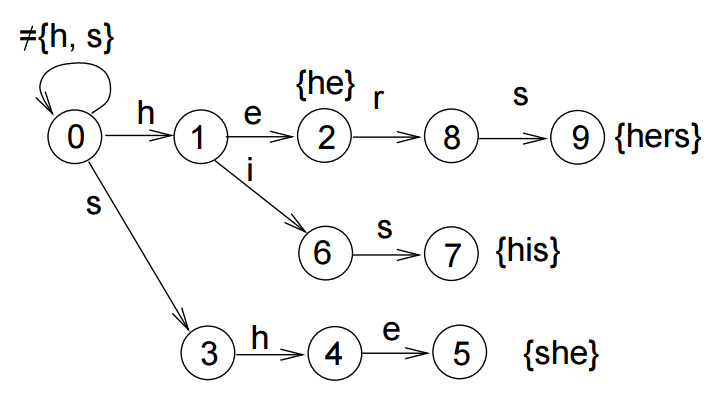 ≠{h, s}
h
e
{he}
r
s
0
1
2
8
9
{hers}
i
s
s
6
7
{his}
h
e
3
4
5
{she}